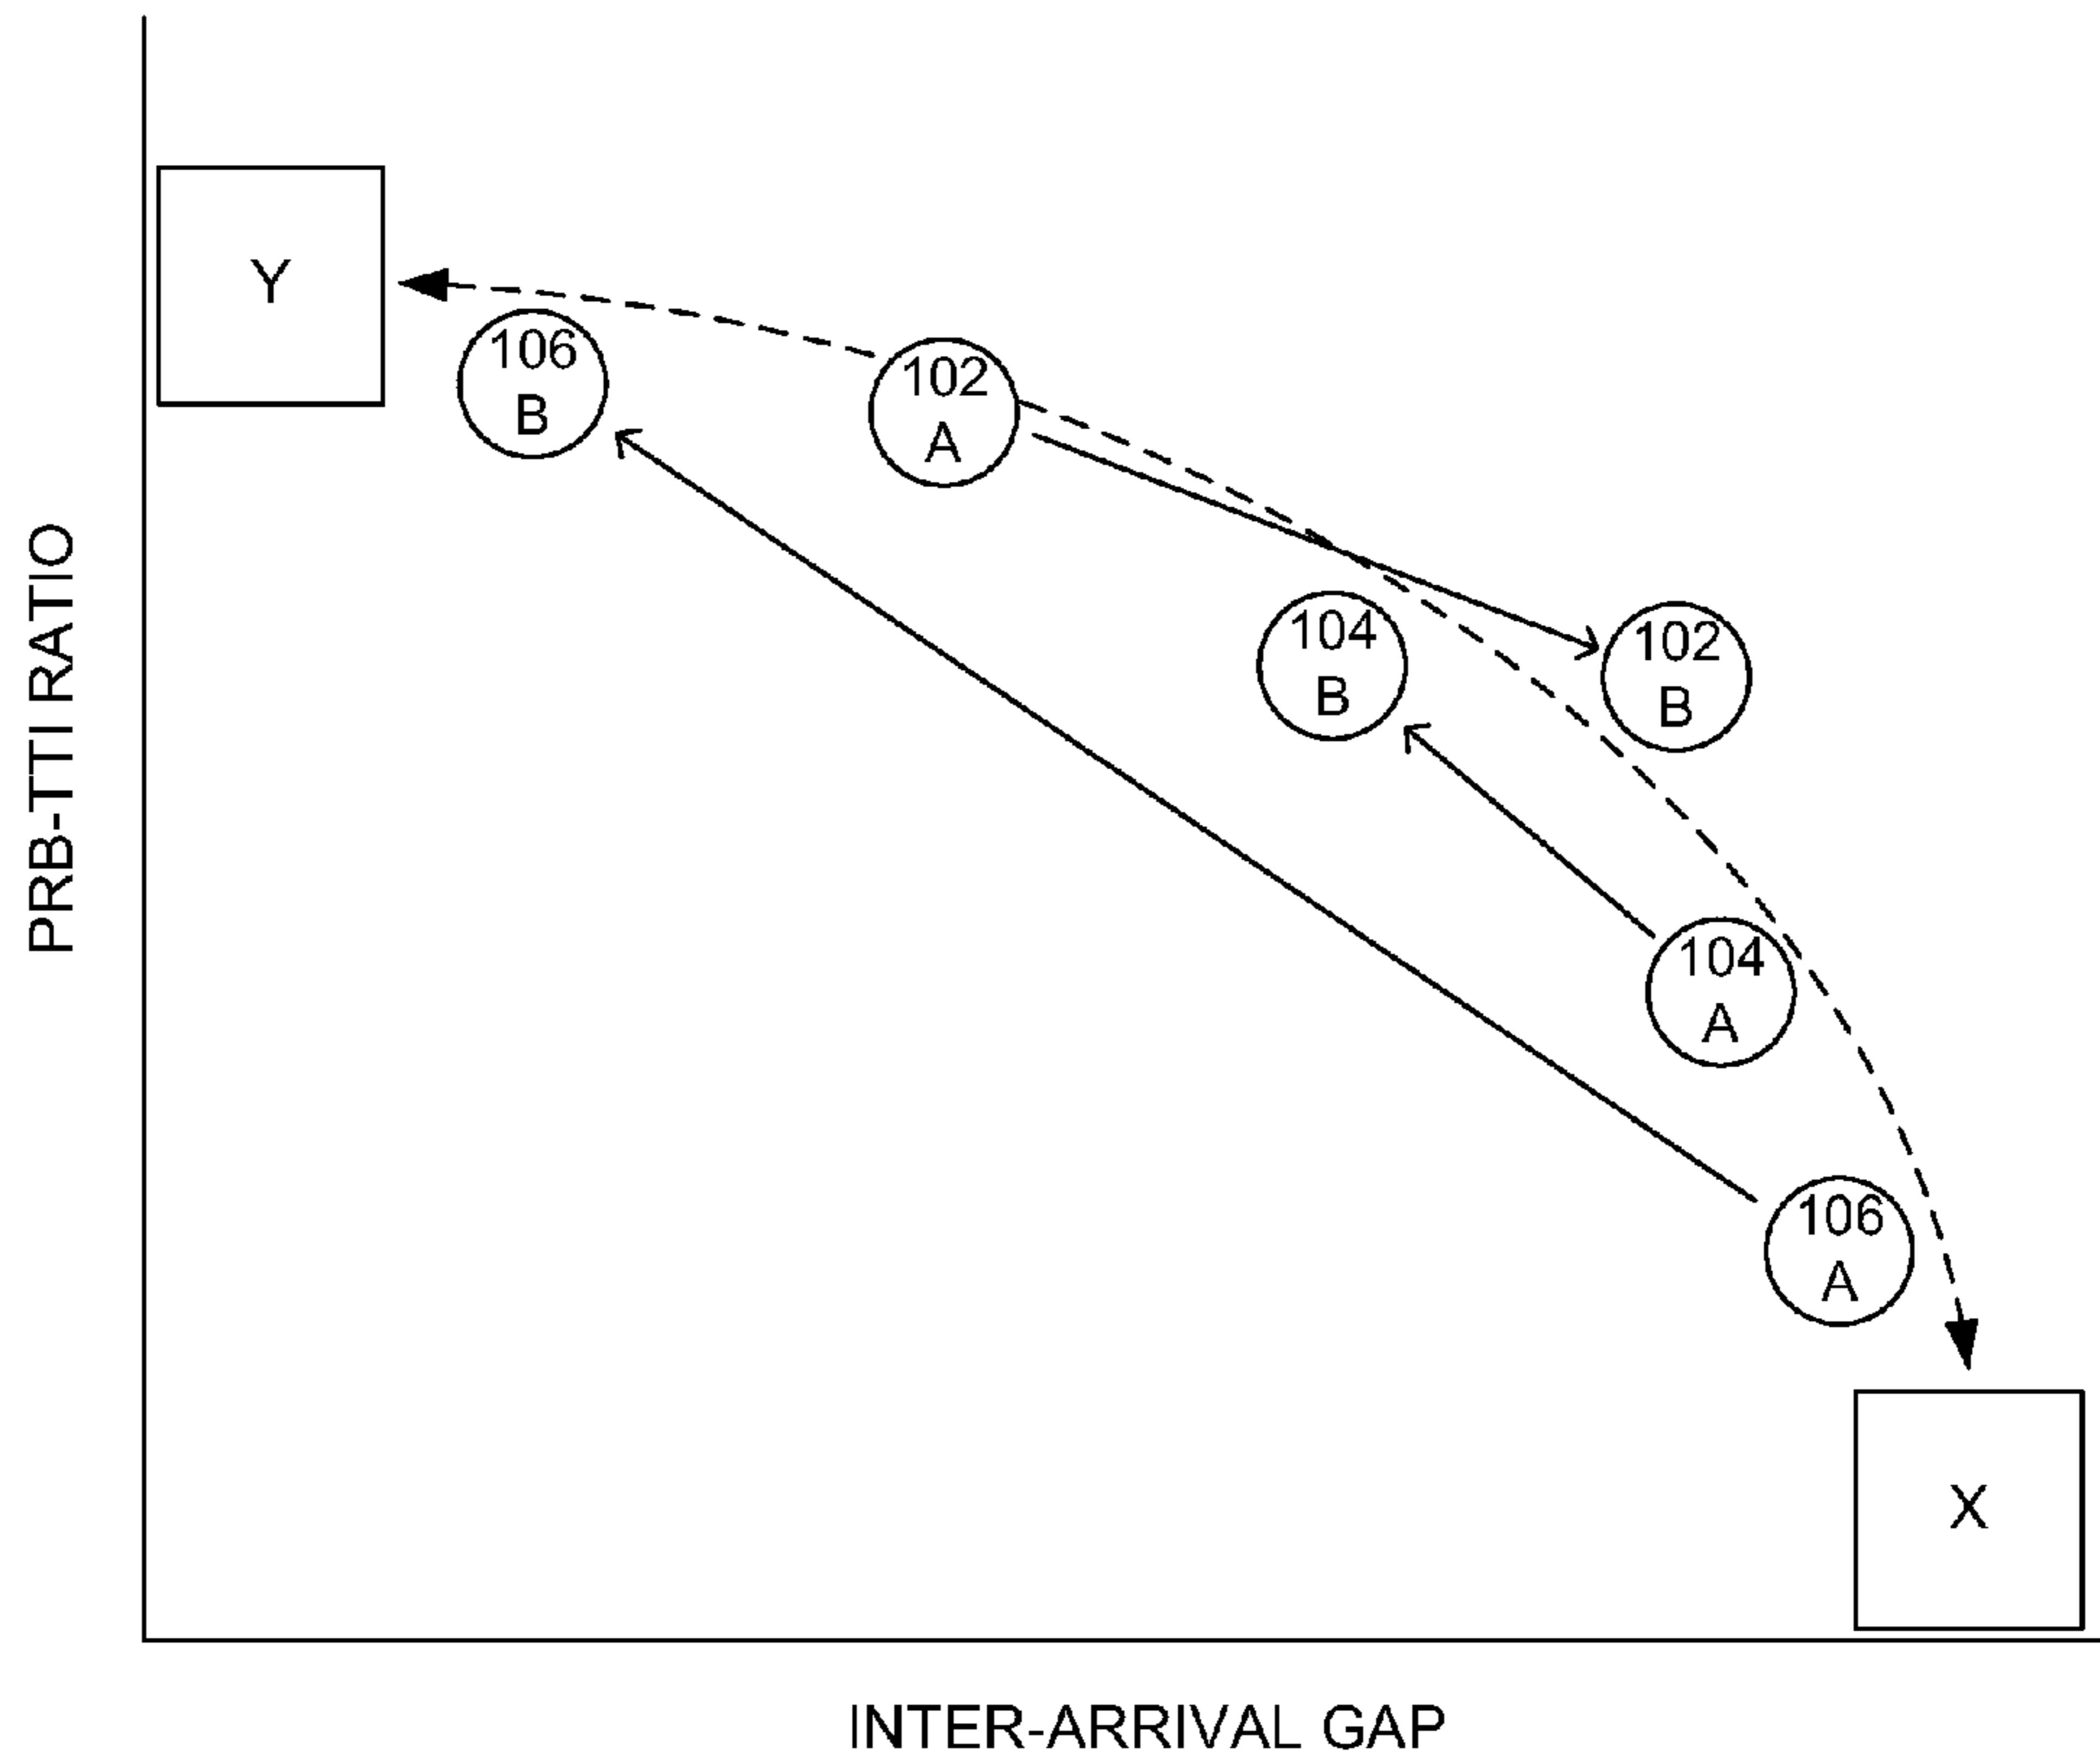 Y
106
B
102
A
104
B
102
B
104
A
106
A
X
PRB-TTI RATIO
INTER-ARRIVAL GAP